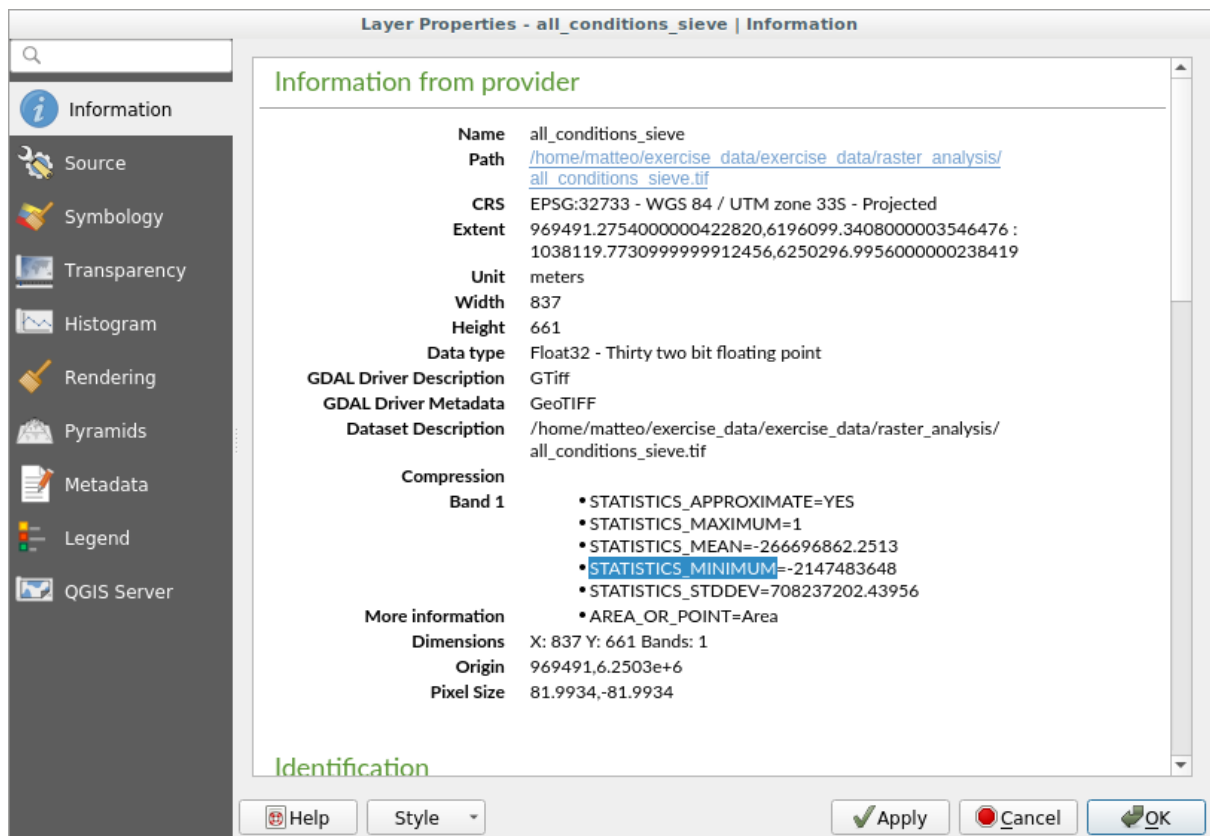 Layer Properties - all_conditions_sieve | Information
Information
Source
Symbology
Transparency
Histogram
Rendering
Pyramids
Metadata
Legend
QGIS Server
Information from provider
Name all_conditions_sieve
Path /home/matteo/exercise_data/exercise_data/raster_analysis/
all_conditions_sieve.tif
CRS EPSG:32733 - WGS 84 / UTM zone 33S - Projected
Extent 969491.2754000000422820,6196099.3408000003546476 :
1038119.7730999999912456,6250296.9956000000238419
Unit meters
Width 837
Height 661
Data type Float32 - Thirty two bit floating point
GDAL Driver Description GTiff
GDAL Driver Metadata GeoTIFF
Dataset Description /home/matteo/exercise_data/exercise_data/raster_analysis/
all_conditions_sieve.tif
Compression
Band 1 • STATISTICS_APPROXIMATE=YES
• STATISTICS_MAXIMUM=1
• STATISTICS_MEAN=-266696862.2513
• STATISTICS_MINIMUM=-2147483648
• STATISTICS_STDDEV=708237202.43956
More information • AREA_OR_POINT=Area
Dimensions X: 837 Y: 661 Bands: 1
Origin 969491,6.2503e+6
Pixel Size 81.9934,-81.9934
Identification
Help Style Apply Cancel OK